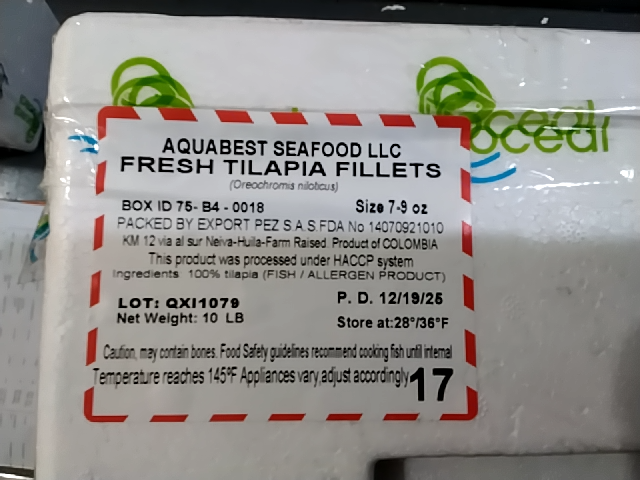 ocean
ocean
AQUABEST SEAFOOD LLC
FRESH TILAPIA FILLETS
(Oreochromis niloticus)
BOX ID 75- B4 - 0018 Size 7-9 oz
PACKED BY EXPORT PEZ S.A.S.FDA No 14070921010
KM 12 via al sur Neiva-Huila-Farm Raised. Product of COLOMBIA
This product was processed under HACCP system
Ingredients 100% tilapia (FISH / ALLERGEN PRODUCT)
LOT: QXI1079 P. D. 12/19/25
Net Weight: 10 LB Store at:28°/36°F
Caution, may contain bones. Food Safety guidelines recommend cooking fish until internal
Temperature reaches 145°F Appliances vary,adjust accordingly 17